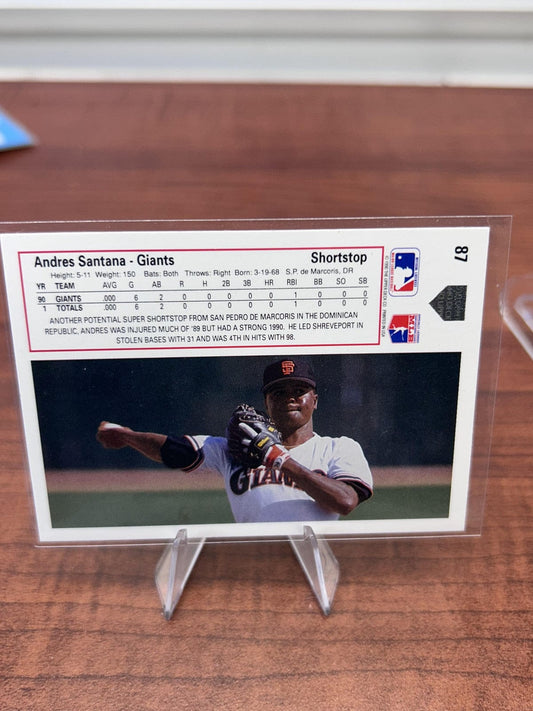 Andres Santana - Giants Shortstop
Height: 5-11 Weight: 150 Bats: Both Throws: Right Born: 3-19-68 S.P. de Marcoris, DR
YR TEAM AVG G AB R H 2B 3B HR RBI BB SO SB
90 GIANTS .000 6 2 0 0 0 0 0 1 0 0 0
1 TOTALS .000 6 2 0 0 0 0 0 1 0 0 0
ANOTHER POTENTIAL SUPER SHORTSTOP FROM SAN PEDRO DE MARCORIS IN THE DOMINICAN
REPUBLIC, ANDRES WAS INJURED MUCH OF '89 BUT HAD A STRONG 1990. HE LED SHREVEPORT IN
STOLEN BASES WITH 31 AND WAS 4TH IN HITS WITH 98.
87
MLB
SF
GIAN